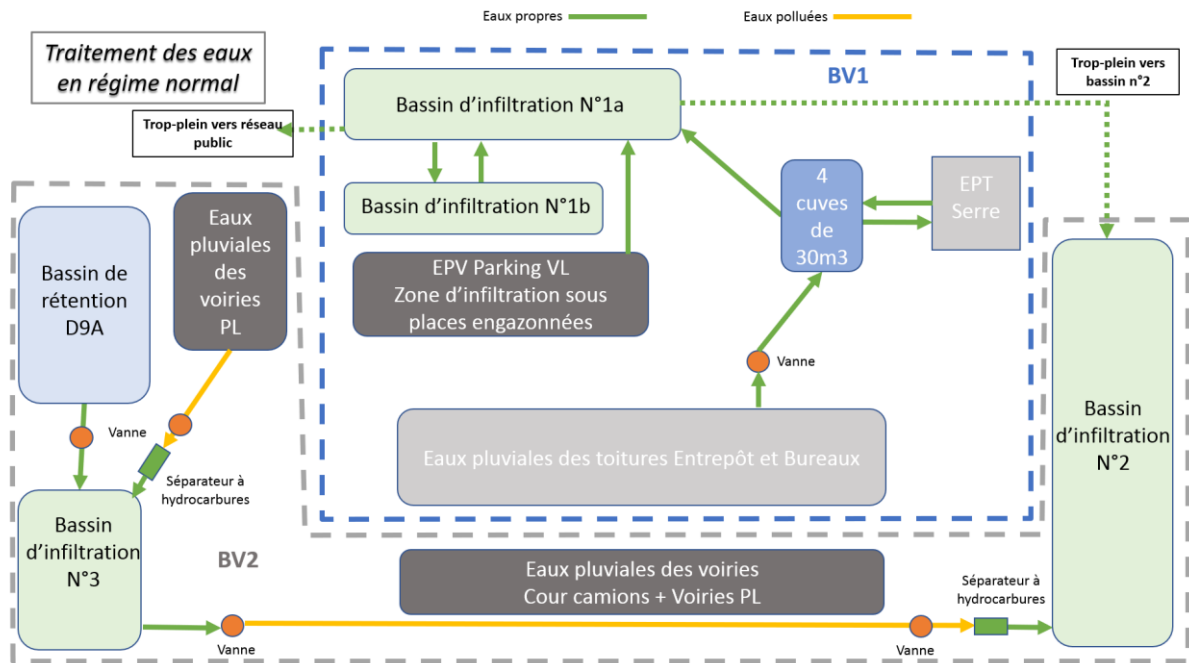 Eaux propres
Eaux polluées
Traitement des eaux
en régime normal
BV1
Trop-plein vers
bassin n°2
Bassin d'infiltration N°1a
Trop-plein vers réseau
public
4
cuves
de
30m3
EPT
Serre
Bassin d'infiltration N°1b
Eaux
pluviales
des
voiries
PL
Bassin de
rétention
D9A
EPV Parking VL
Zone d'infiltration sous
places engazonnées
Vanne
Vanne
Bassin
d'infiltration
N°2
Eaux pluviales des toitures Entrepôt et Bureaux
Séparateur à
hydrocarbures
Bassin
d'infiltration
N°3
BV2
Eaux pluviales des voiries
Cour camions + Voiries PL
Séparateur à
hydrocarbures
Vanne
Vanne